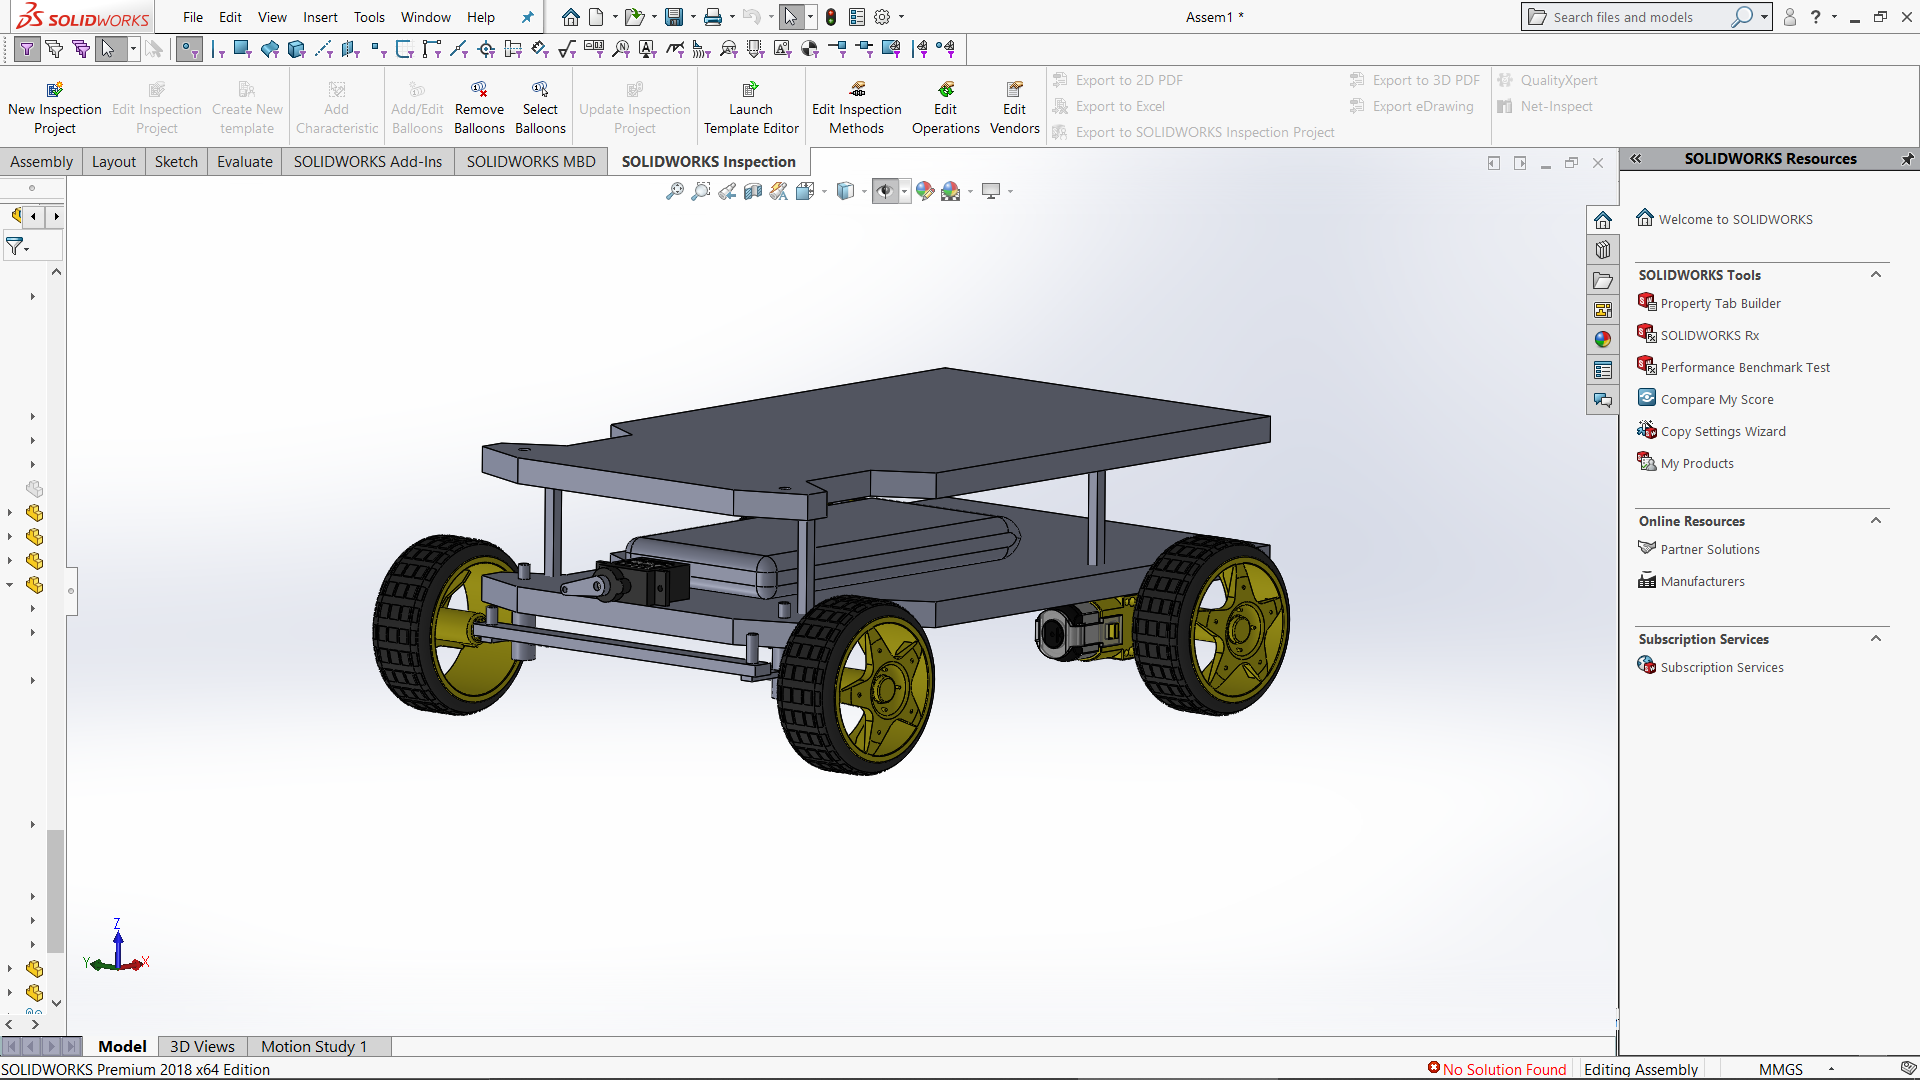 SOLIDWORKS File Edit View Insert Tools Window Help Assem1 * Search files and models ?
New Inspection Project
Edit Inspection Project
Create New template
Add Characteristic
Add/Edit Balloons
Remove Balloons
Select Balloons
Update Inspection Project
Launch Template Editor
Edit Inspection Methods
Edit Operations
Edit Vendors
Export to 2D PDF
Export to Excel
Export to SOLIDWORKS Inspection Project
Export to 3D PDF
Export eDrawing
QualityXpert
Net-Inspect
Assembly Layout Sketch Evaluate SOLIDWORKS Add-Ins SOLIDWORKS MBD SOLIDWORKS Inspection
SOLIDWORKS Resources
Welcome to SOLIDWORKS
SOLIDWORKS Tools
Property Tab Builder
SOLIDWORKS Rx
Performance Benchmark Test
Compare My Score
Copy Settings Wizard
My Products
Online Resources
Partner Solutions
Manufacturers
Subscription Services
Subscription Services
Z
Y X
Model 3D Views Motion Study 1
SOLIDWORKS Premium 2018 x64 Edition No Solution Found Editing Assembly MMGS